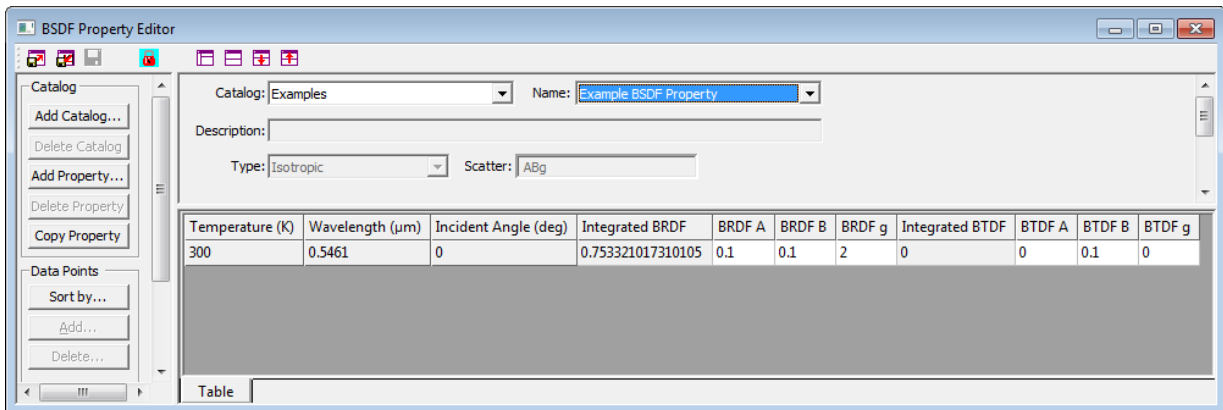 BSDF Property Editor
Catalog
Add Catalog...
Delete Catalog
Add Property...
Delete Property
Copy Property
Data Points
Sort by...
Add...
Delete...
Catalog: Examples Name: Example BSDF Property
Description:
Type: Isotropic Scatter: ABg
Temperature (K) Wavelength (µm) Incident Angle (deg) Integrated BRDF BRDF A BRDF B BRDF g Integrated BTDF BTDF A BTDF B BTDF g
300 0.5461 0 0.753321017310105 0.1 0.1 2 0 0 0.1 0
Table